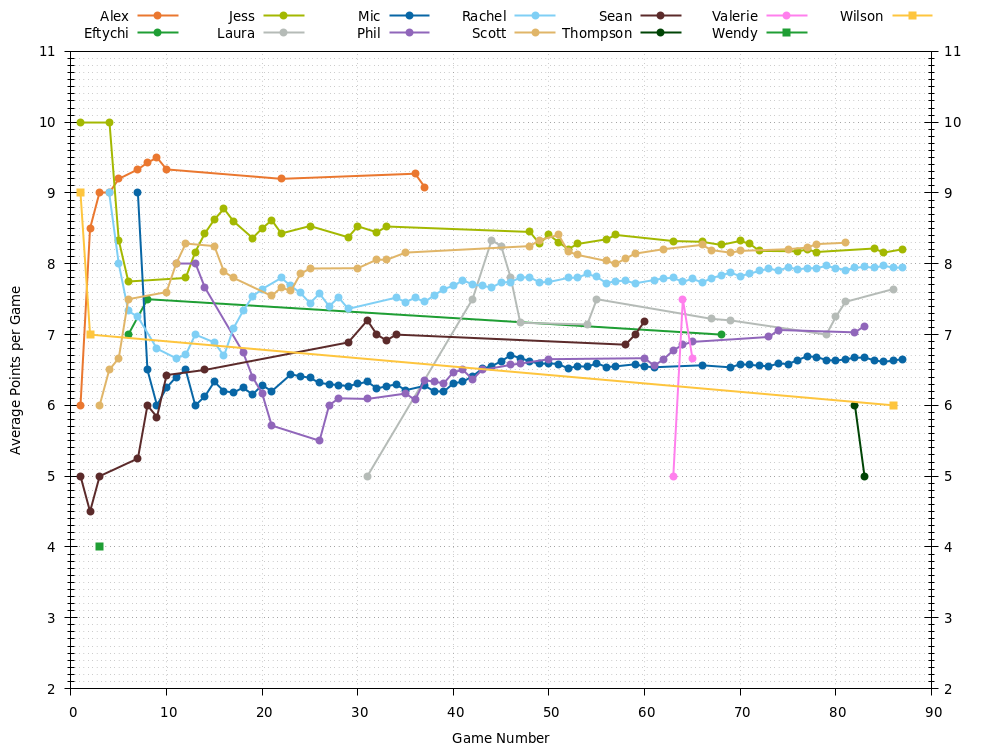 Alex Jess Mic Rachel Sean Valerie Wilson
Eftychi Laura Phil Scott Thompson Wendy
11 11
10 10
9 9
8 8
7 7
6 6
5 5
4 4
3 3
2 2
Average Points per Game
0 10 20 30 40 50 60 70 80 90
Game Number